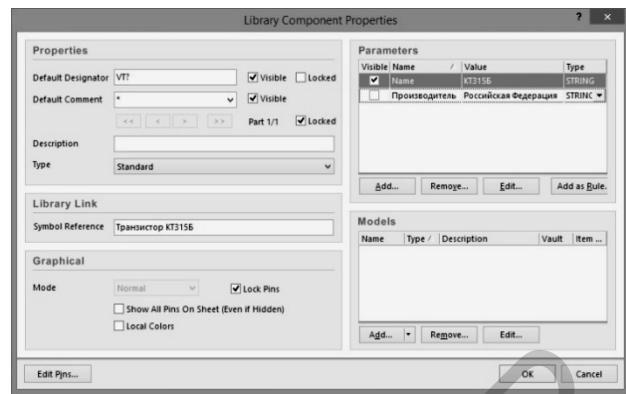 Library Component Properties
? ×
Properties
Default Designator VT? Visible Locked
Default Comment * Visible
<< < > >> Part 1/1 Locked
Description
Type Standard
Library Link
Symbol Reference Транзистор КТ315Б
Graphical
Mode Normal Lock Pins
Show All Pins On Sheet (Even if Hidden)
Local Colors
Parameters
Visible Name / Value Type
Name КТ315Б STRING
Производитель Российская Федерация STRINC
Add... Remove... Edit... Add as Rule.
Models
Name Type / Description Vault Item ...
Add... Remove... Edit...
Edit Pins... OK Cancel